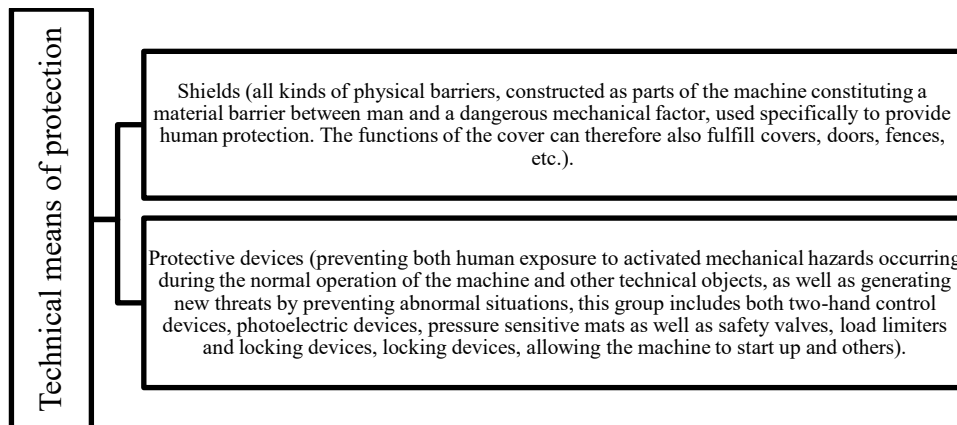 Technical means of protection
Shields (all kinds of physical barriers, constructed as parts of the machine constituting a
material barrier between man and a dangerous mechanical factor, used specifically to provide
human protection. The functions of the cover can therefore also fulfill covers, doors, fences,
etc.).
Protective devices (preventing both human exposure to activated mechanical hazards occurring
during the normal operation of the machine and other technical objects, as well as generating
new threats by preventing abnormal situations, this group includes both two-hand control
devices, photoelectric devices, pressure sensitive mats as well as safety valves, load limiters
and locking devices, locking devices, allowing the machine to start up and others).